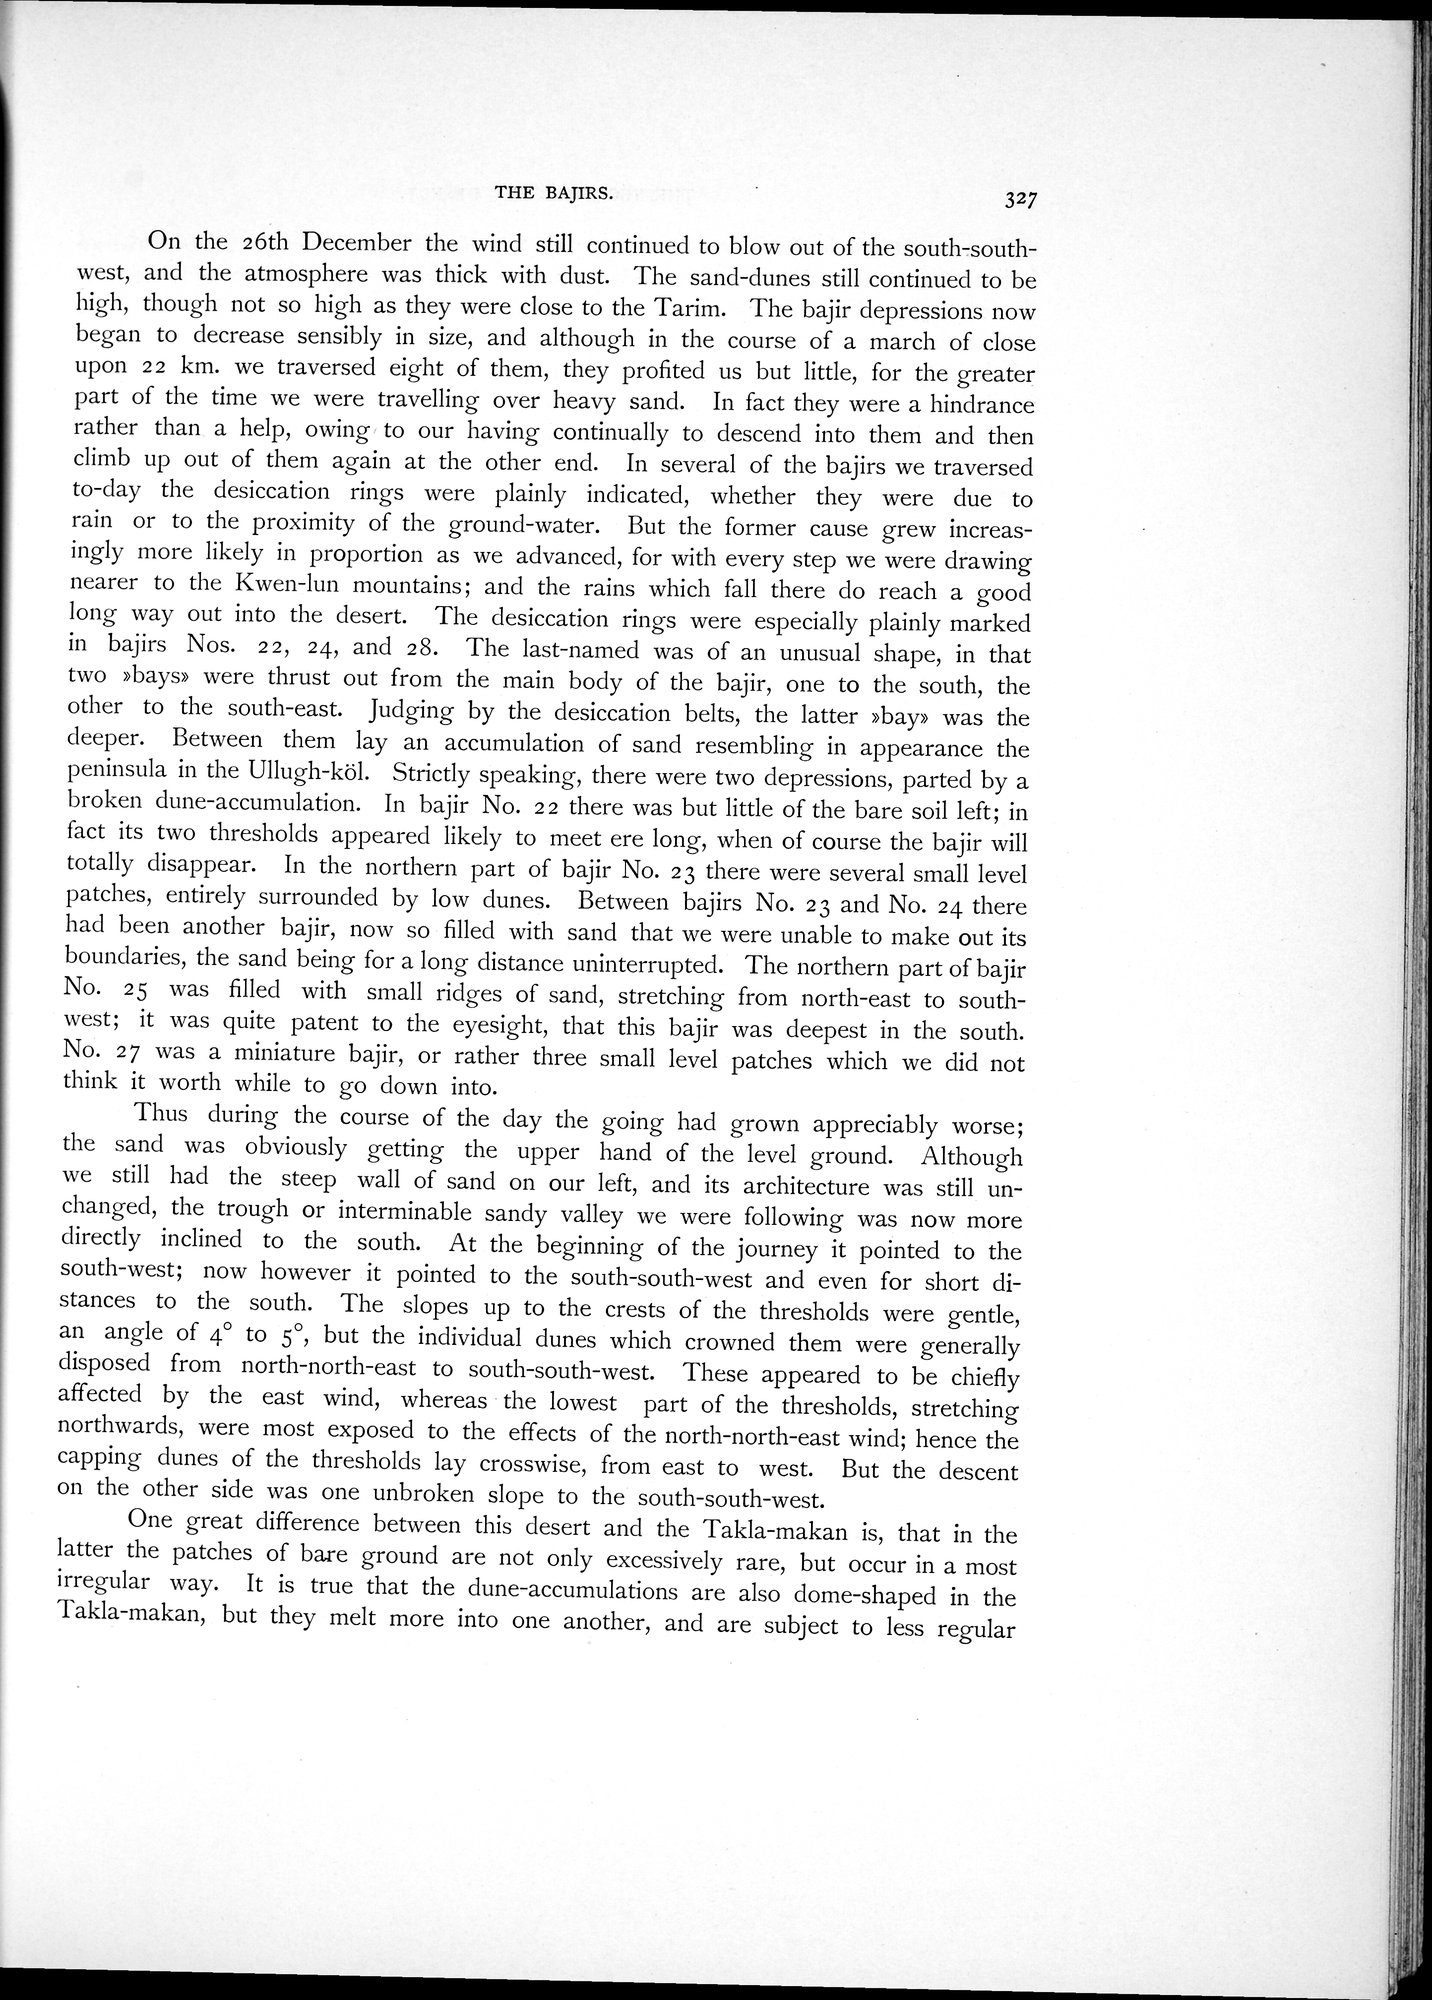 THE BAJIRS.
327
On the 26th December the wind still continued to blow out of the south-south-
west, and the atmosphere was thick with dust. The sand-dunes still continued to be
high, though not so high as they were close to the Tarim. The bajir depressions now
began to decrease sensibly in size, and although in the course of a march of close
upon 22 km. we traversed eight of them, they profited us but little, for the greater
part of the time we were travelling over heavy sand. In fact they were a hindrance
rather than a help, owing to our having continually to descend into them and then
climb up out of them again at the other end. In several of the bajirs we traversed
to-day the desiccation rings were plainly indicated, whether they were due to
rain or to the proximity of the ground-water. But the former cause grew increas-
ingly more likely in proportion as we advanced, for with every step we were drawing
nearer to the Kwen-lun mountains; and the rains which fall there do reach a good
long way out into the desert. The desiccation rings were especially plainly marked
in bajirs Nos. 22, 24, and 28. The last-named was of an unusual shape, in that
two »bays» were thrust out from the main body of the bajir, one to the south, the
other to the south-east. Judging by the desiccation belts, the latter »bay» was the
deeper. Between them lay an accumulation of sand resembling in appearance the
peninsula in the Ullugh-köl. Strictly speaking, there were two depressions, parted by a
broken dune-accumulation. In bajir No. 22 there was but little of the bare soil left; in
fact its two thresholds appeared likely to meet ere long, when of course the bajir will
totally disappear. In the northern part of bajir No. 23 there were several small level
patches, entirely surrounded by low dunes. Between bajirs No. 23 and No. 24 there
had been another bajir, now so filled with sand that we were unable to make out its
boundaries, the sand being for a long distance uninterrupted. The northern part of bajir
No. 25 was filled with small ridges of sand, stretching from north-east to south-
west; it was quite patent to the eyesight, that this bajir was deepest in the south.
No. 27 was a miniature bajir, or rather three small level patches which we did not
think it worth while to go down into.
Thus during the course of the day the going had grown appreciably worse;
the sand was obviously getting the upper hand of the level ground. Although
we still had the steep wall of sand on our left, and its architecture was still un-
changed, the trough or interminable sandy valley we were following was now more
directly inclined to the south. At the beginning of the journey it pointed to the
south-west; now however it pointed to the south-south-west and even for short di-
stances to the south. The slopes up to the crests of the thresholds were gentle,
an angle of 4° to 5°, but the individual dunes which crowned them were generally
disposed from north-north-east to south-south-west. These appeared to be chiefly
affected by the east wind, whereas the lowest part of the thresholds, stretching
northwards, were most exposed to the effects of the north-north-east wind; hence the
capping dunes of the thresholds lay crosswise, from east to west. But the descent
on the other side was one unbroken slope to the south-south-west.
One great difference between this desert and the Takla-makan is, that in the
latter the patches of bare ground are not only excessively rare, but occur in a most
irregular way. It is true that the dune-accumulations are also dome-shaped in the
Takla-makan, but they melt more into one another, and are subject to less regular